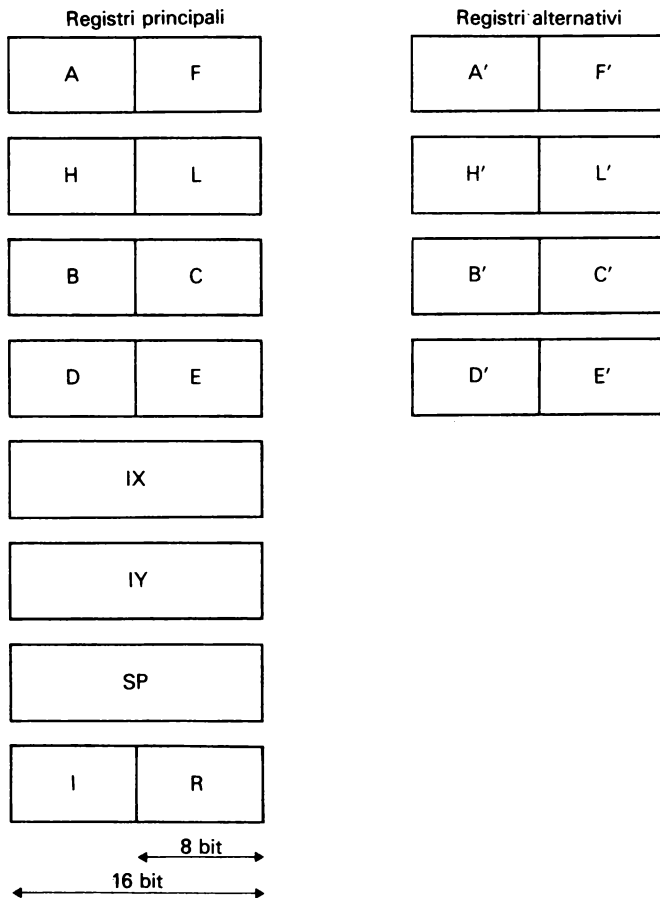 Registri principali
Registri alternativi
A F
A′ F′
H L
H′ L′
B C
B′ C′
D E
D′ E′
IX
IY
SP
I R
8 bit
16 bit